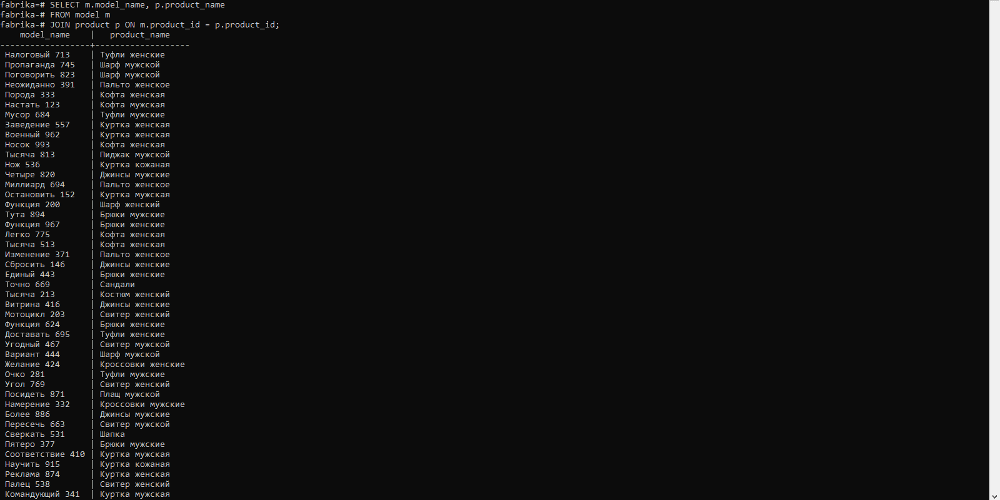 fabrika=# SELECT m.model_name, p.product_name
fabrika-# FROM model m
fabrika-# JOIN product p ON m.product_id = p.product_id;
    model_name    |   product_name
------------------+-------------------
 Налоговый 713    | Туфли женские
 Пропаганда 745   | Шарф мужской
 Поговорить 823   | Шарф мужской
 Неожиданно 391   | Пальто женское
 Порода 333       | Кофта женская
 Настать 123      | Кофта мужская
 Мусор 684        | Туфли мужские
 Заведение 557    | Куртка женская
 Военный 962      | Куртка женская
 Носок 993        | Кофта женская
 Тысяча 813       | Пиджак мужской
 Нож 536          | Куртка кожаная
 Четыре 820       | Джинсы мужские
 Миллиард 694     | Пальто женское
 Остановить 152   | Куртка мужская
 Функция 200      | Шарф женский
 Тута 894         | Брюки мужские
 Функция 967      | Брюки женские
 Легко 775        | Кофта женская
 Тысяча 513       | Кофта женская
 Изменение 371    | Пальто женское
 Сбросить 146     | Джинсы женские
 Единый 443       | Брюки женские
 Точно 669        | Сандали
 Тысяча 213       | Костюм женский
 Витрина 416      | Джинсы женские
 Мотоцикл 203     | Свитер женский
 Функция 624      | Брюки женские
 Доставать 695    | Туфли женские
 Угодный 467      | Свитер мужской
 Вариант 444      | Шарф мужской
 Желание 424      | Кроссовки женские
 Очко 281         | Туфли мужские
 Угол 769         | Свитер женский
 Посидеть 871     | Плащ мужской
 Намерение 332    | Кроссовки мужские
 Более 886        | Джинсы мужские
 Пересечь 663     | Свитер мужской
 Сверкать 531     | Шапка
 Пятеро 377       | Брюки мужские
 Соответствие 410 | Куртка мужская
 Научить 915      | Куртка кожаная
 Реклама 874      | Куртка женская
 Палец 538        | Свитер женский
 Командующий 341  | Куртка мужская